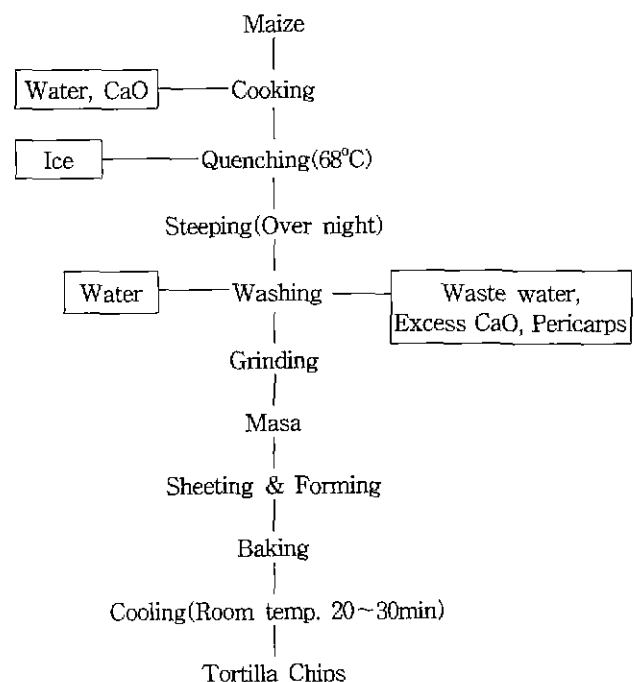 Maize
Water, CaO
Cooking
Ice
Quenching(68°C)
Steeping(Over night)
Water
Washing
Waste water,
Excess CaO, Pericarps
Grinding
Masa
Sheeting & Forming
Baking
Cooling(Room temp. 20~30min)
Tortilla Chips